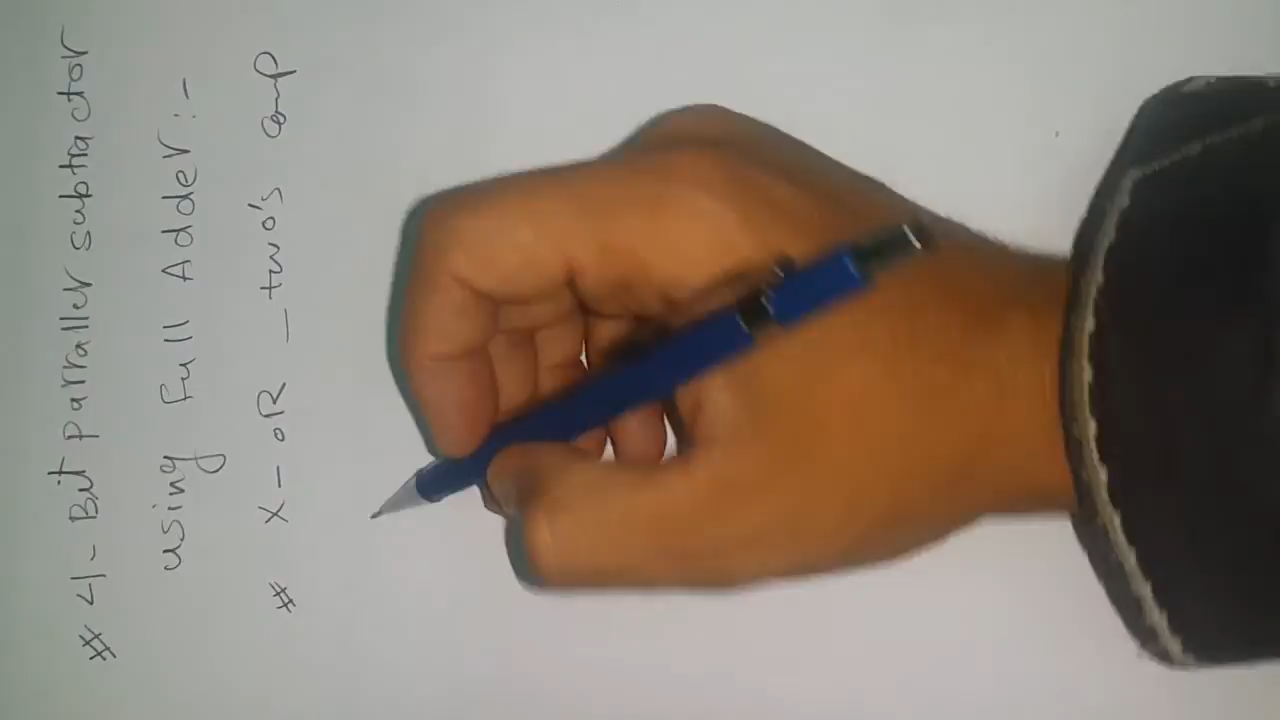 # 4-Bit parraller subtractor
using Full Adder:-
# X-OR _ two's comp